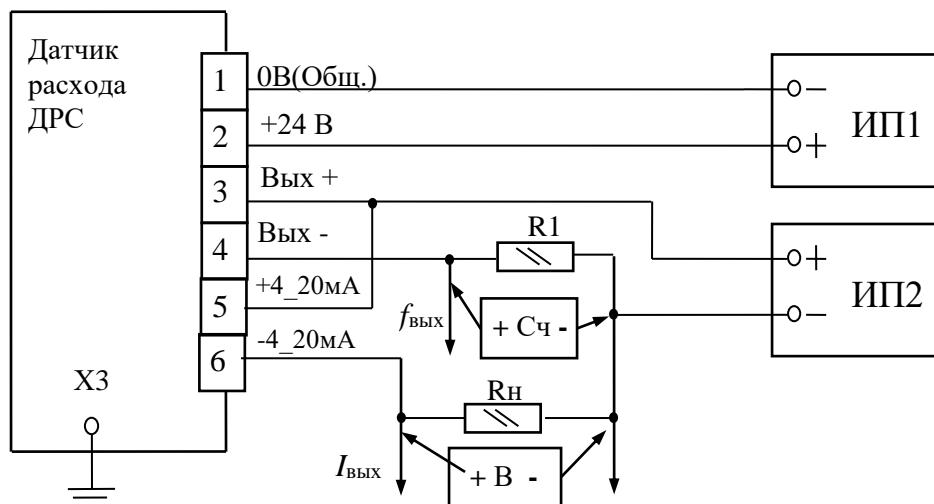 Датчик
расхода
ДРС
1
0В(Общ.)
2
+24 В
3
Вых +
4
Вых -
5
+4_20мА
6
-4_20мА
Х3
−
+
ИП1
+
−
ИП2
R1
fвых
+ Сч -
Rн
Iвых
+ В -